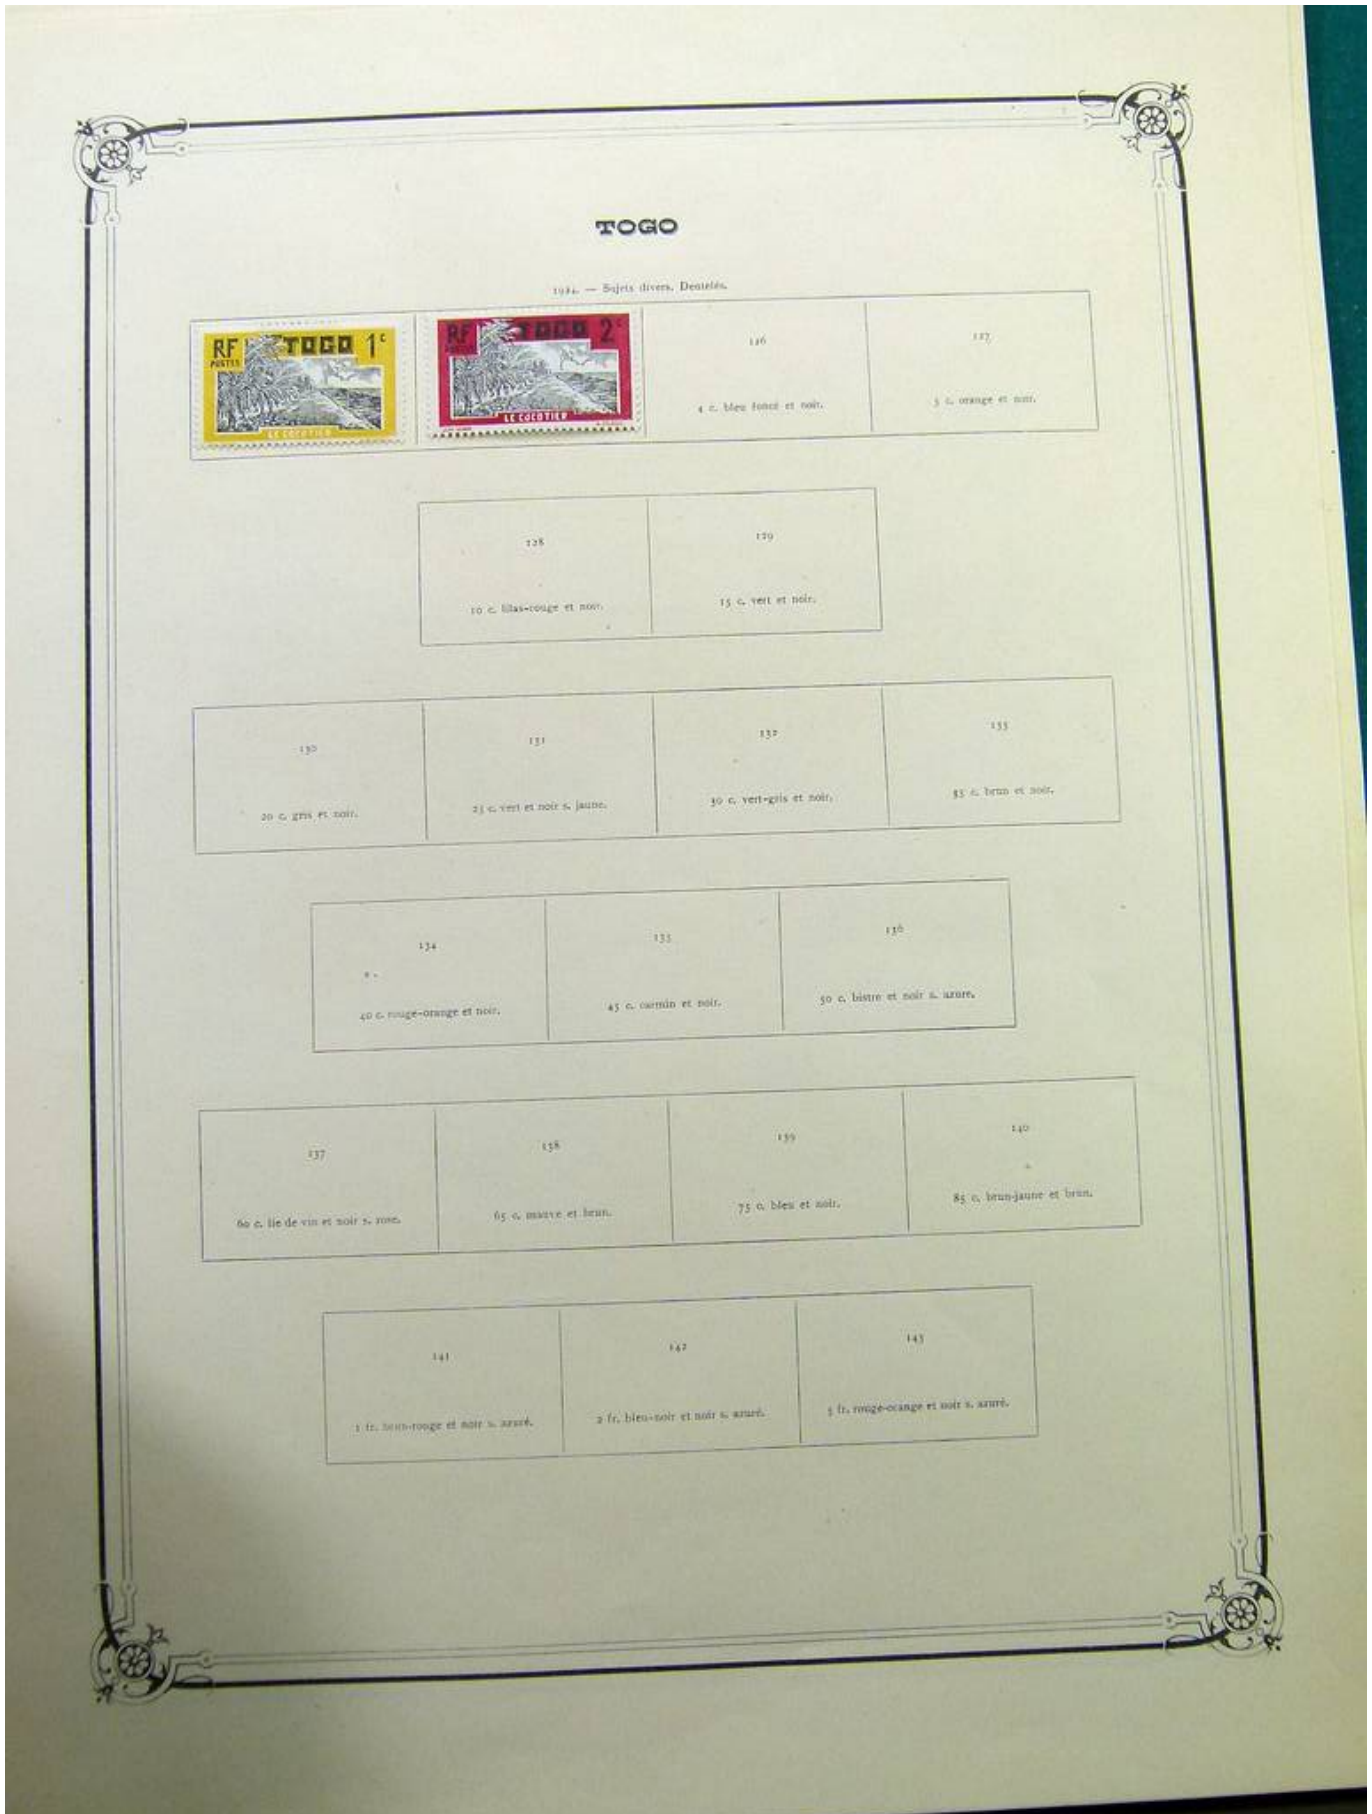 TOGO
1924. — Sujets divers. Dentelés.
RF TOGO 1c
POSTES
LE COCOTIER
RF TOGO 2c
POSTES
LE COCOTIER
126
4 c. bleu foncé et noir.
127
5 c. orange et noir.
128
10 c. lilas-rouge et noir.
129
15 c. vert et noir.
130
20 c. gris et noir.
131
25 c. vert et noir s. jaune.
132
30 c. vert-gris et noir.
133
35 c. brun et noir.
134
40 c. rouge-orange et noir.
135
45 c. carmin et noir.
136
50 c. bistre et noir s. azuré.
137
60 c. lie de vin et noir s. rose.
138
65 c. mauve et brun.
139
75 c. bleu et noir.
140
85 c. brun-jaune et brun.
141
1 fr. brun-rouge et noir s. azuré.
142
2 fr. bleu-noir et noir s. azuré.
143
5 fr. rouge-orange et noir s. azuré.